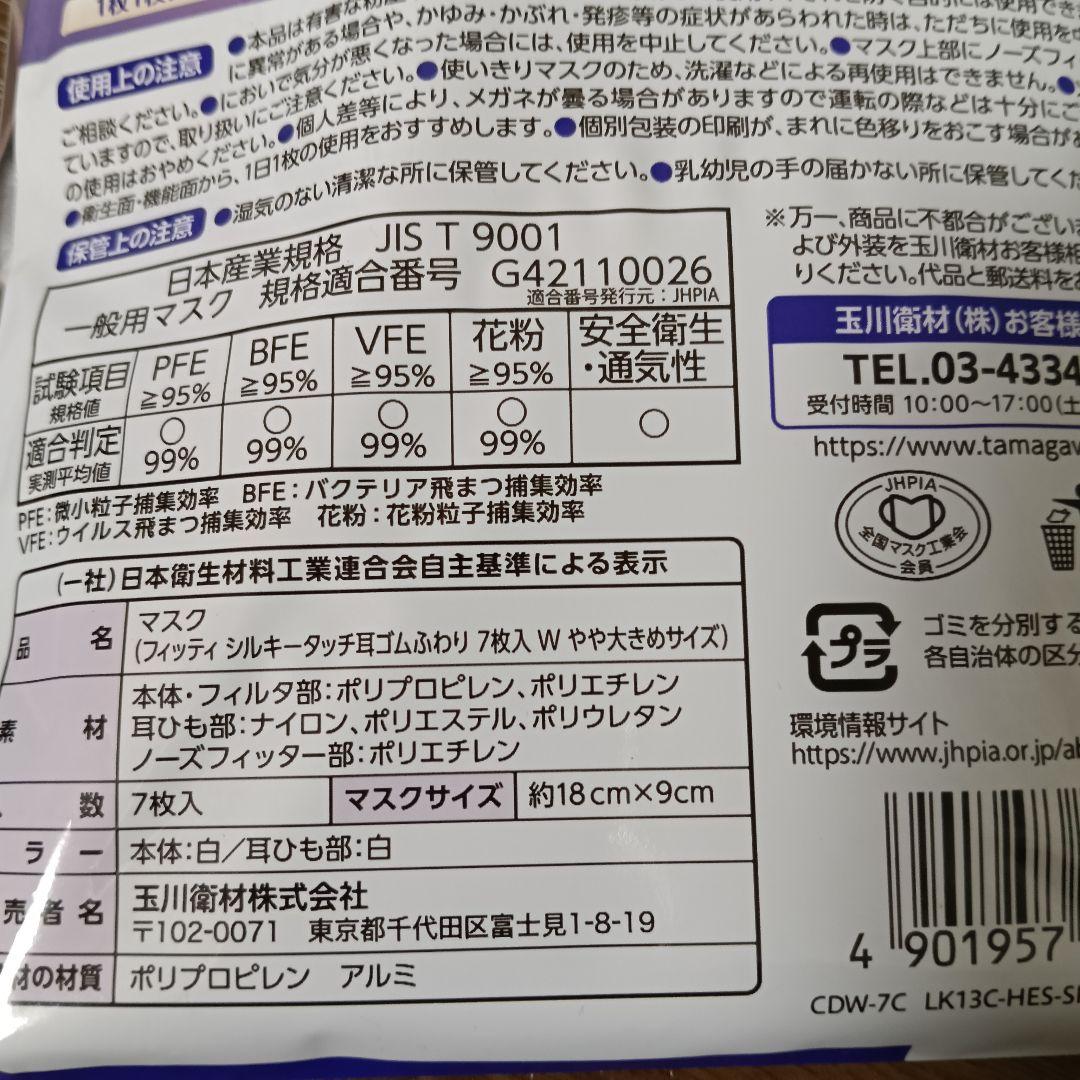 使用上の注意
に異常がある場合や、かゆみ・かぶれ・発疹等の症状があらわれた時は、ただちに使用を中
ご相談ください。●においで気分が悪くなった場合には、使用を中止してください。●マスク上部にノーズフィ
ていますので、取り扱いにご注意ください。●使いきりマスクのため、洗濯などによる再使用はできません。●
の使用はおやめください。●個人差等により、メガネが曇る場合がありますので運転の際などは十分にご
●衛生面・機能面から、1日1枚の使用をおすすめします。●個別包装の印刷が、まれに色移りをおこす場合が
保管上の注意
●湿気のない清潔な所に保管してください。●乳幼児の手の届かない所に保管してくだ
日本産業規格 JIS T 9001
一般用マスク 規格適合番号 G42110026
適合番号発行元:JHPIA
試験項目 規格値
PFE ≧95%
BFE ≧95%
VFE ≧95%
花粉 ≧95%
安全衛生・通気性
適合判定 実測平均値
○ 99%
○ 99%
○ 99%
○ 99%
○
PFE:微小粒子捕集効率 BFE:バクテリア飛まつ捕集効率
VFE:ウイルス飛まつ捕集効率 花粉:花粉粒子捕集効率
(一社)日本衛生材料工業連合会自主基準による表示
品名
マスク
(フィッティ シルキータッチ耳ゴムふわり 7枚入 W やや大きめサイズ)
素材
本体・フィルタ部:ポリプロピレン、ポリエチレン
耳ひも部:ナイロン、ポリエステル、ポリウレタン
ノーズフィッター部:ポリエチレン
数 7枚入 マスクサイズ 約18cm×9cm
ラー 本体:白/耳ひも部:白
売者名
玉川衛材株式会社
〒102-0071 東京都千代田区富士見1-8-19
材の材質 ポリプロピレン アルミ
※万一、商品に不都合がござい
よび外装を玉川衛材お客様相
りください。代品と郵送料をお
玉川衛材(株)お客様
TEL.03-4334
受付時間 10:00〜17:00(土
https://www.tamagaw
JHPIA
全国マスク工業会
会員
プラ
ゴミを分別する
各自治体の区分
環境情報サイト
https://www.jhpia.or.jp/al
4 901957
CDW-7C LK13C-HES-S